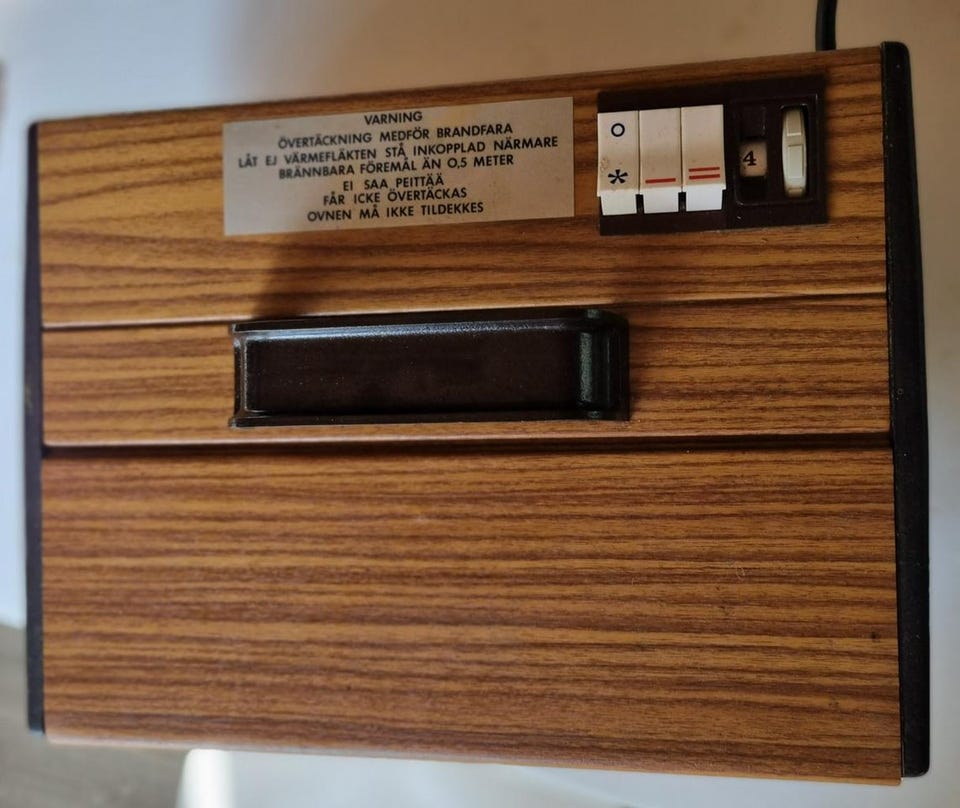 VARNING
ÖVERTÄCKNING MEDFÖR BRANDFARA
LÅT EJ VÄRMEFLÄKTEN STÅ INKOPPLAD NÄRMARE
BRÄNNBARA FÖREMÅL ÄN 0,5 METER
EI SAA PEITTÄÄ
FÅR ICKE ÖVERTÄCKAS
OVNEN MÅ IKKE TILDEKKES
4